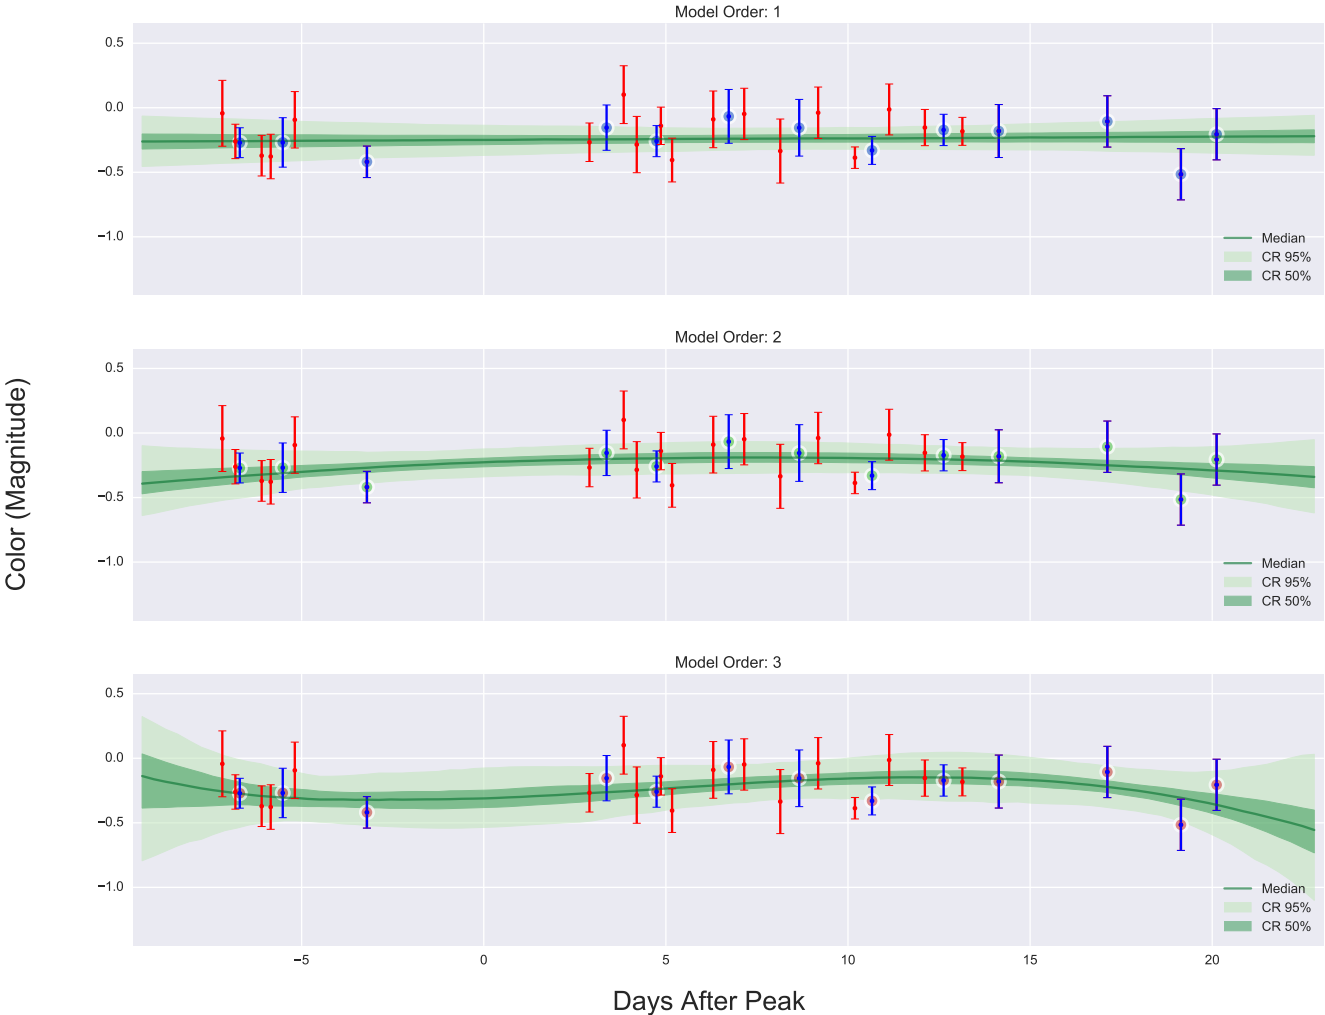 Model Order: 1
0.5
0.0
−0.5
−1.0
Median
CR 95%
CR 50%
Model Order: 2
0.5
0.0
−0.5
−1.0
Median
CR 95%
CR 50%
Color (Magnitude)
Model Order: 3
0.5
0.0
−0.5
−1.0
Median
CR 95%
CR 50%
−5 0 5 10 15 20
Days After Peak